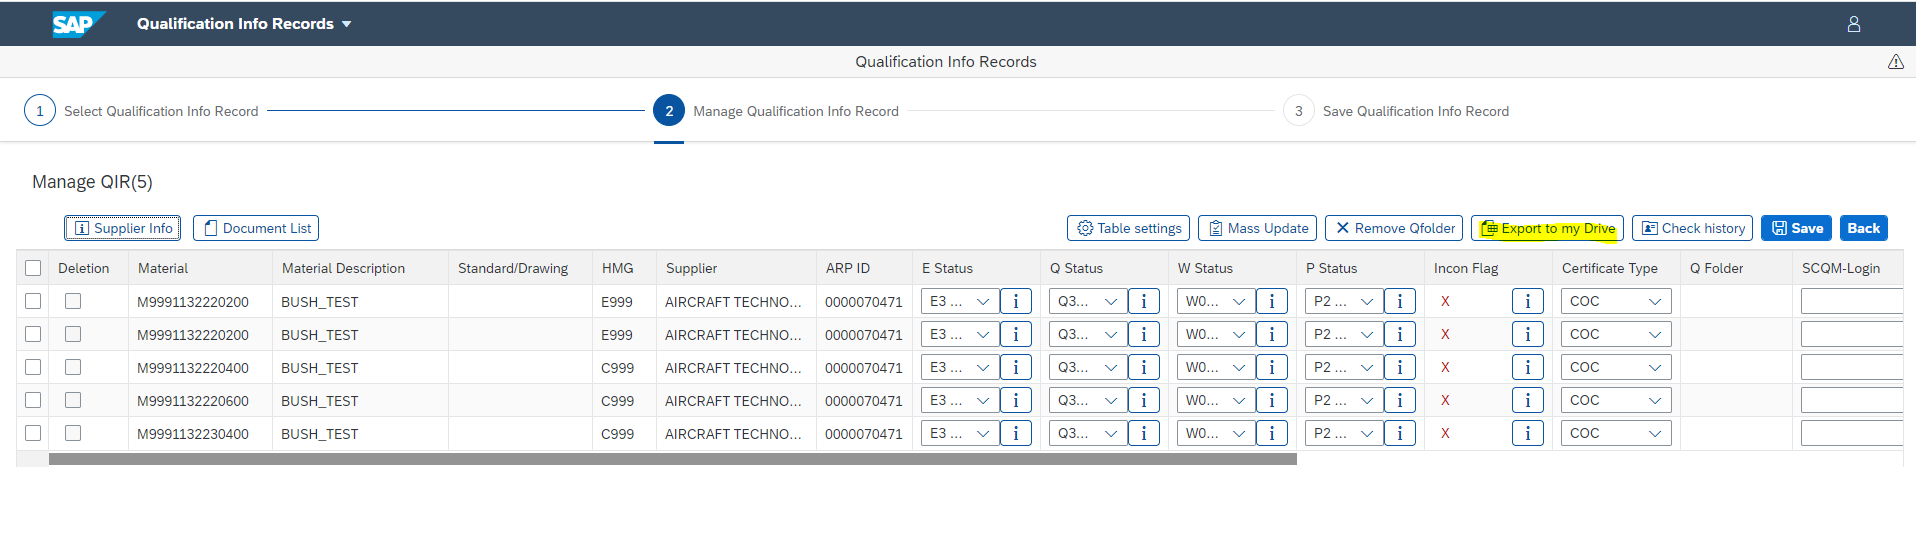 SAP Qualification Info Records
Qualification Info Records
1 Select Qualification Info Record 2 Manage Qualification Info Record 3 Save Qualification Info Record
Manage QIR(5)
Supplier Info Document List Table settings Mass Update Remove Qfolder Export to my Drive Check history Save Back
Deletion Material Material Description Standard/Drawing HMG Supplier ARP ID E Status Q Status W Status P Status Incon Flag Certificate Type Q Folder SCQM-Login
M9991132220200 BUSH_TEST E999 AIRCRAFT TECHNO... 0000070471 E3 ... i Q3... i W0... i P2 ... i X i COC
M9991132220200 BUSH_TEST E999 AIRCRAFT TECHNO... 0000070471 E3 ... i Q3... i W0... i P2 ... i X i COC
M9991132220400 BUSH_TEST C999 AIRCRAFT TECHNO... 0000070471 E3 ... i Q3... i W0... i P2 ... i X i COC
M9991132220600 BUSH_TEST C999 AIRCRAFT TECHNO... 0000070471 E3 ... i Q3... i W0... i P2 ... i X i COC
M9991132230400 BUSH_TEST C999 AIRCRAFT TECHNO... 0000070471 E3 ... i Q3... i W0... i P2 ... i X i COC